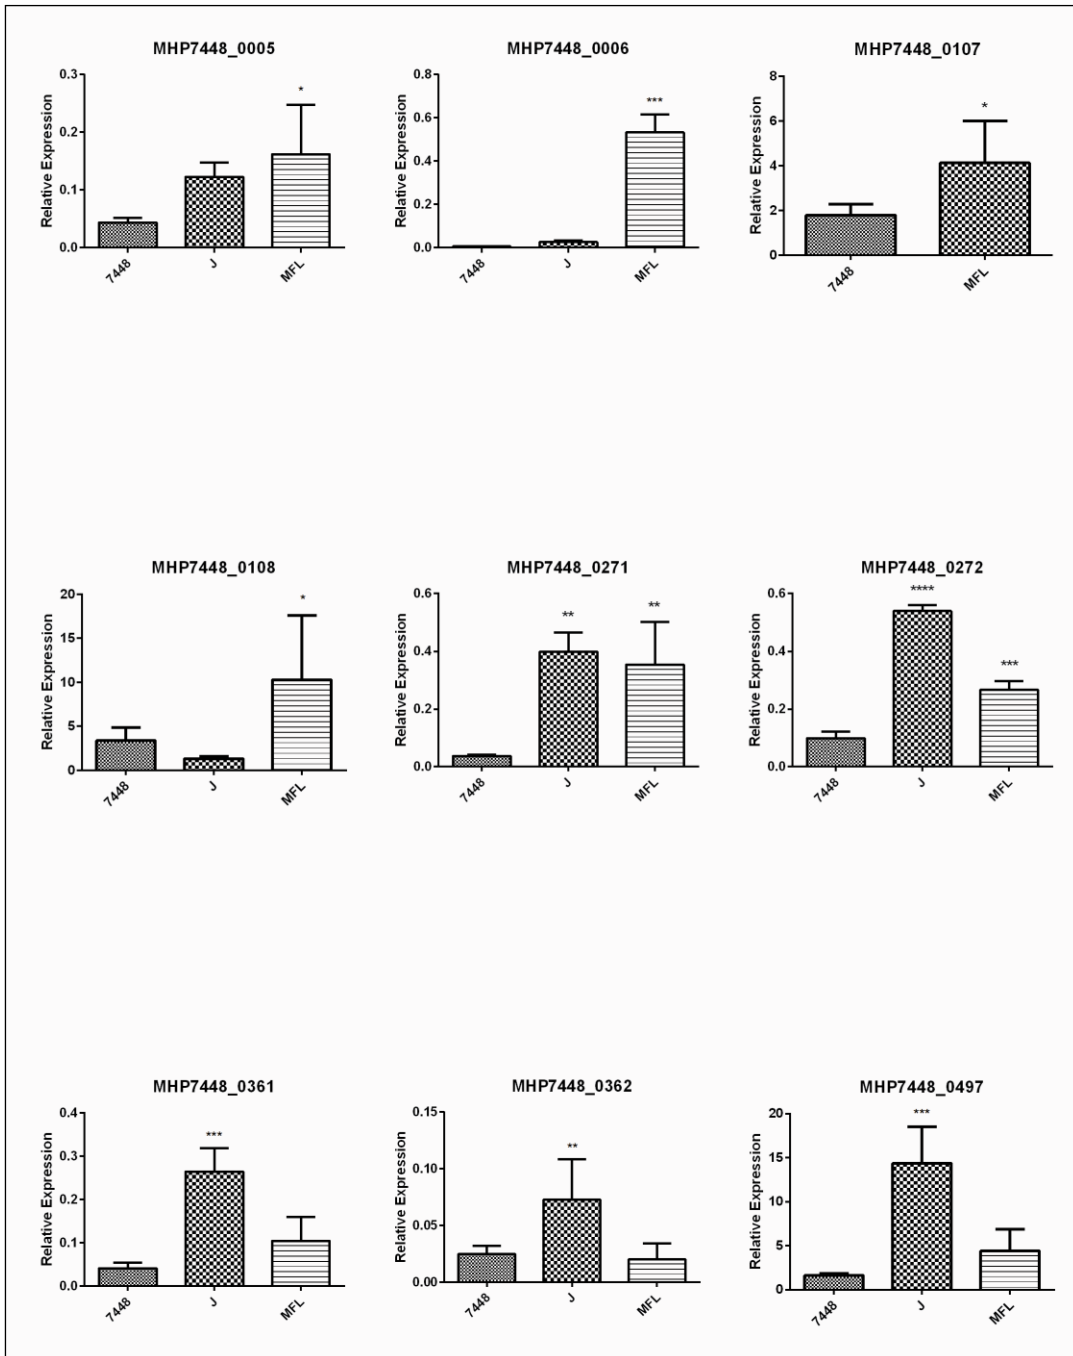 MHP7448_0005
Relative Expression
0.3
0.2
0.1
0.0
*
7448
J
MFL
MHP7448_0006
Relative Expression
0.8
0.6
0.4
0.2
0.0
***
7448
J
MFL
MHP7448_0107
Relative Expression
8
6
4
2
0
*
7448
MFL
MHP7448_0108
Relative Expression
20
15
10
5
0
*
7448
J
MFL
MHP7448_0271
Relative Expression
0.6
0.4
0.2
0.0
**
**
7448
J
MFL
MHP7448_0272
Relative Expression
0.6
0.4
0.2
0.0
****
***
7448
J
MFL
MHP7448_0361
Relative Expression
0.4
0.3
0.2
0.1
0.0
***
7448
J
MFL
MHP7448_0362
Relative Expression
0.15
0.10
0.05
0.00
**
7448
J
MFL
MHP7448_0497
Relative Expression
20
15
10
5
0
***
7448
J
MFL